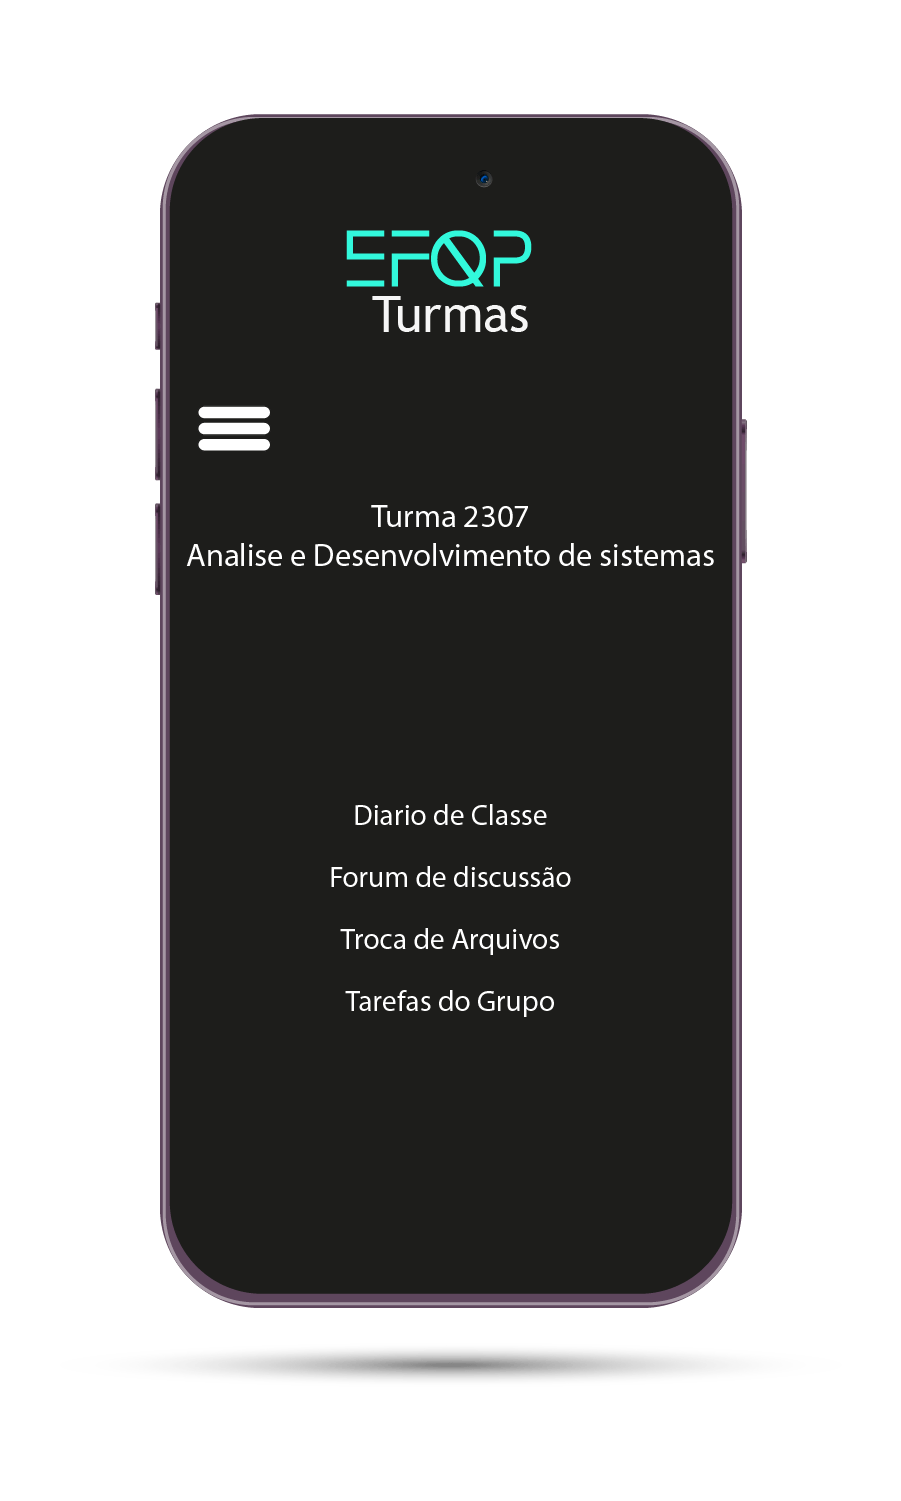 EFQP
Turmas
Turma 2307
Analise e Desenvolvimento de sistemas
Diario de Classe
Forum de discussão
Troca de Arquivos
Tarefas do Grupo